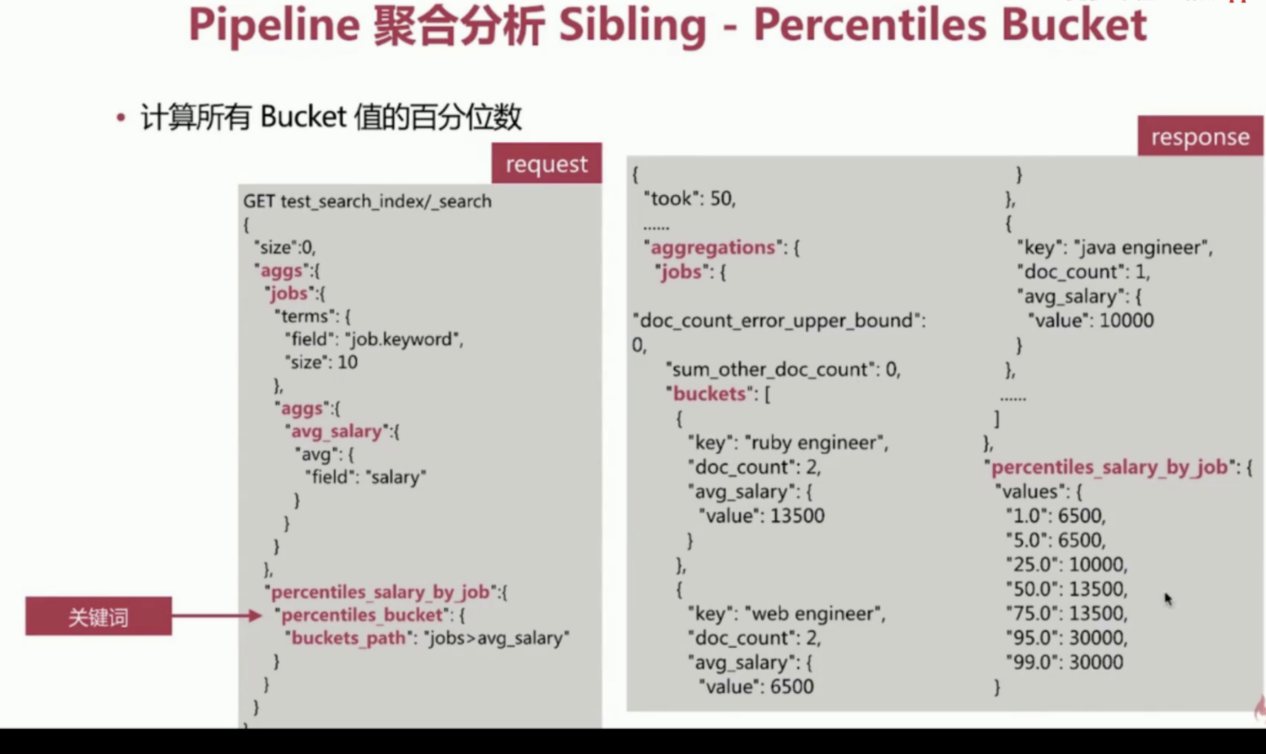 Pipeline 聚合分析 Sibling - Percentiles Bucket
• 计算所有 Bucket 值的百分位数
request
GET test_search_index/_search
{
"size":0,
"aggs":{
"jobs":{
"terms": {
"field": "job.keyword",
"size": 10
},
"aggs":{
"avg_salary":{
"avg": {
"field": "salary"
}
}
}
},
"percentiles_salary_by_job":{
"percentiles_bucket": {
"buckets_path": "jobs>avg_salary"
}
}
}
关键词
response
{
"took": 50,
......
"aggregations": {
"jobs": {
"doc_count_error_upper_bound":
0,
"sum_other_doc_count": 0,
"buckets": [
{
"key": "ruby engineer",
"doc_count": 2,
"avg_salary": {
"value": 13500
}
},
{
"key": "web engineer",
"doc_count": 2,
"avg_salary": {
"value": 6500
}
},
{
"key": "java engineer",
"doc_count": 1,
"avg_salary": {
"value": 10000
}
},
......
]
},
"percentiles_salary_by_job": {
"values": {
"1.0": 6500,
"5.0": 6500,
"25.0": 10000,
"50.0": 13500,
"75.0": 13500,
"95.0": 30000,
"99.0": 30000
}